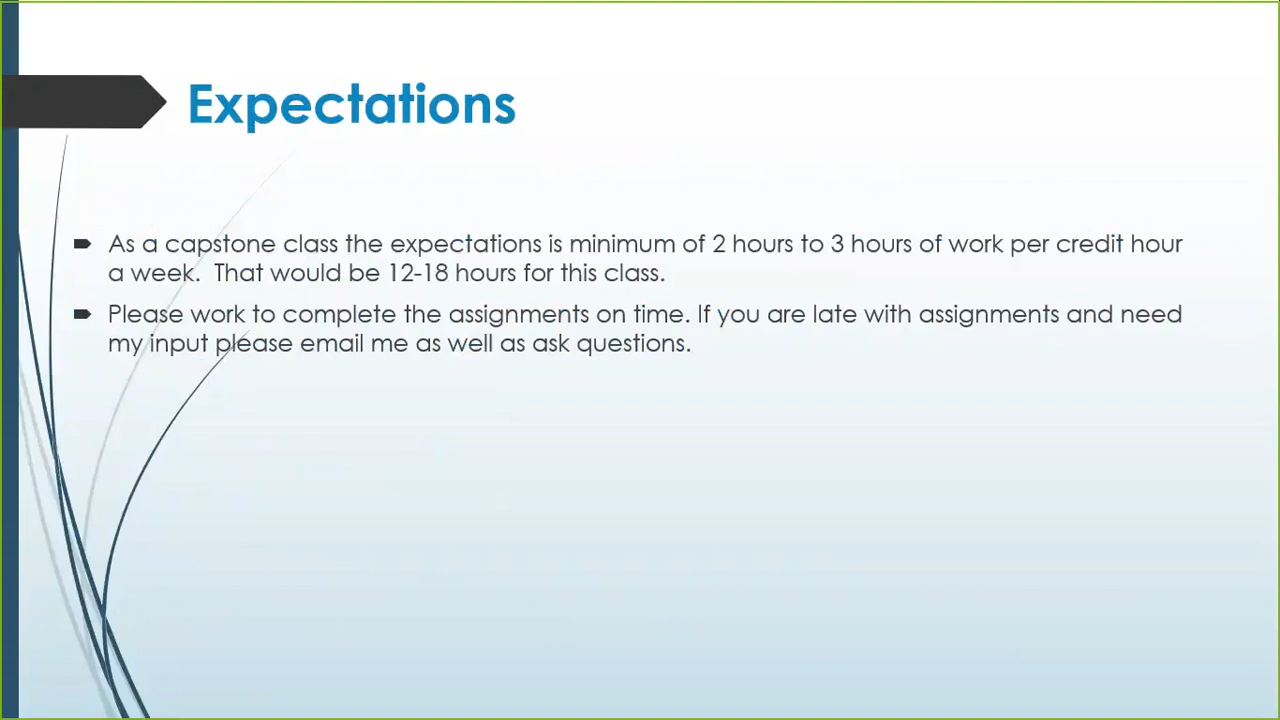 Expectations
As a capstone class the expectations is minimum of 2 hours to 3 hours of work per credit hour
a week.  That would be 12-18 hours for this class.
Please work to complete the assignments on time. If you are late with assignments and need
my input please email me as well as ask questions.